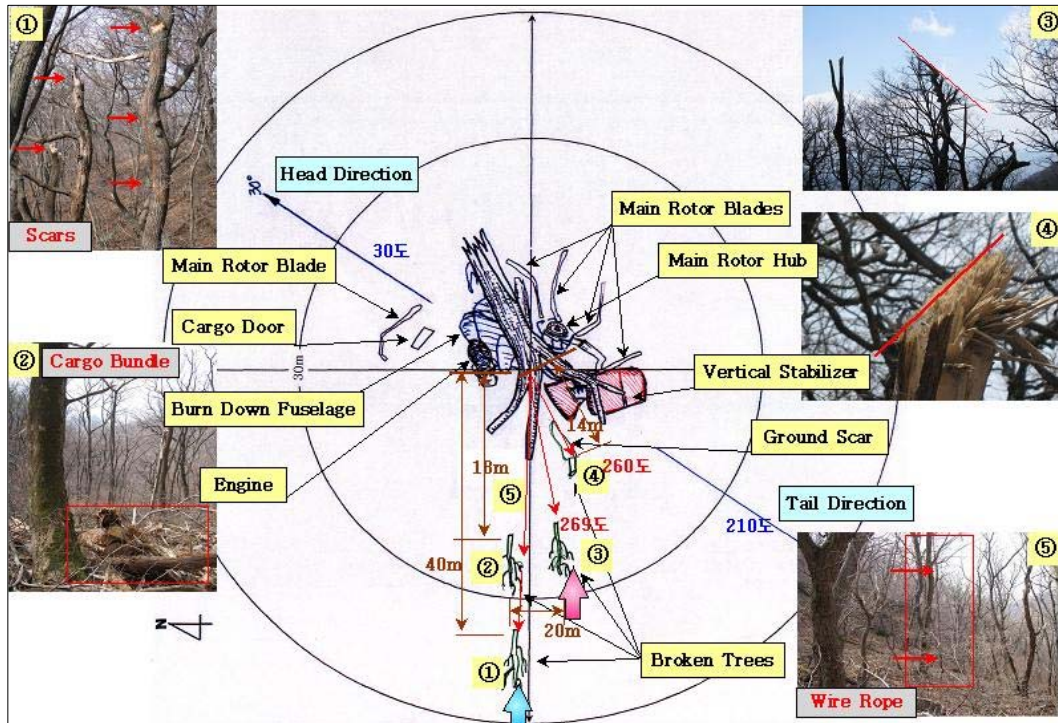 ①
Scars
②
Cargo Bundle
③
④
⑤
Wire Rope
Head Direction
30°
30도
Main Rotor Blades
Main Rotor Blade
Main Rotor Hub
Cargo Door
30m
Vertical Stabilizer
Burn Down Fuselage
14m
Ground Scar
18m
④
260도
Engine
⑤
Tail Direction
269도
210도
②
③
40m
N
20m
①
Broken Trees